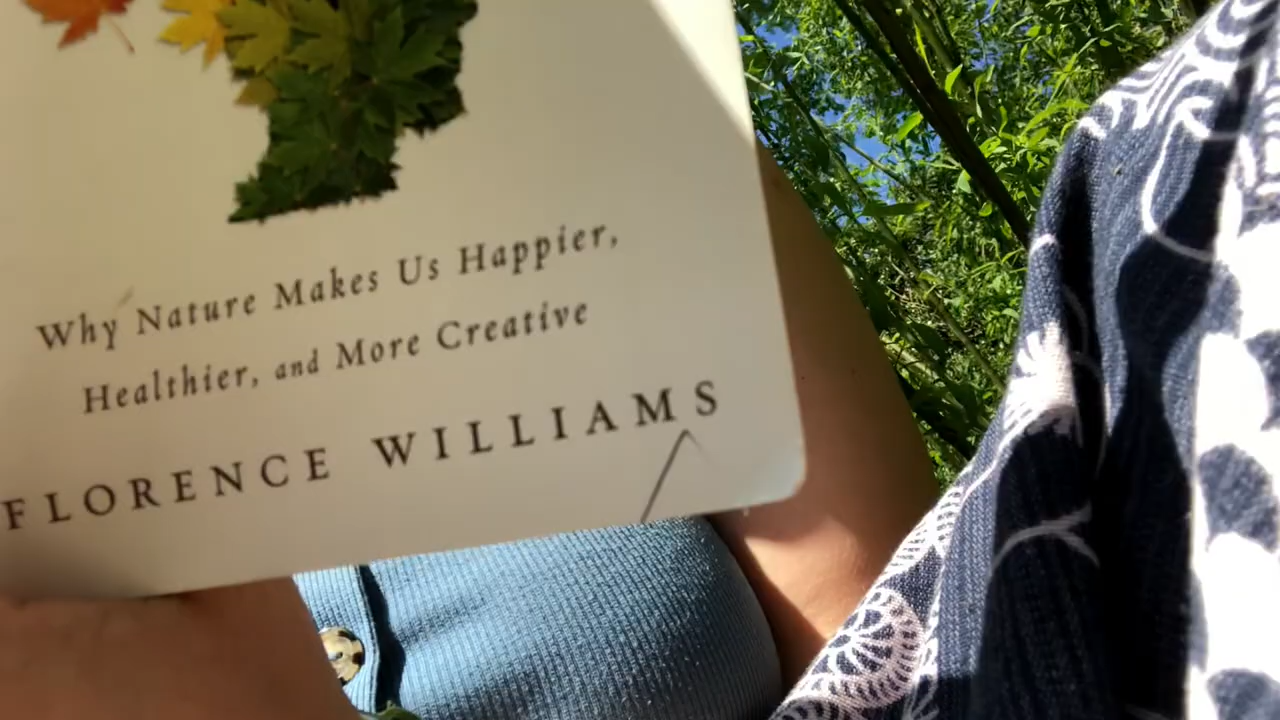 Why Nature Makes Us Happier,
Healthier, and More Creative
FLORENCE WILLIAMS